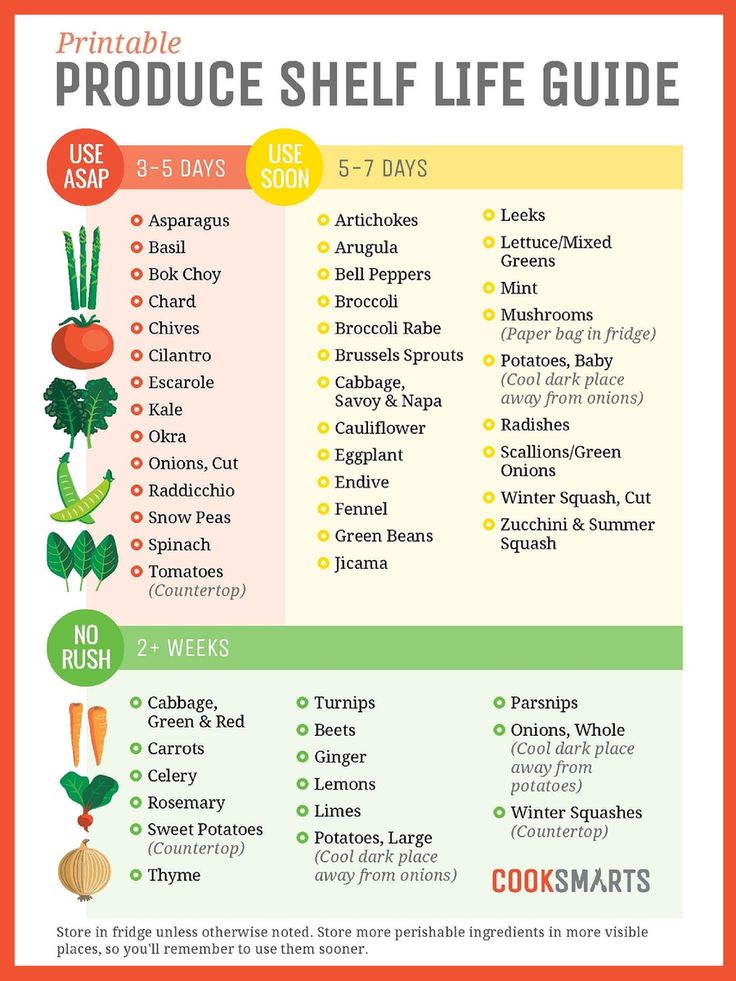 Printable
PRODUCE SHELF LIFE GUIDE
USE
ASAP
3-5 DAYS
Asparagus
Basil
Bok Choy
Chard
Chives
Cilantro
Escarole
Kale
Okra
Onions, Cut
Raddicchio
Snow Peas
Spinach
Tomatoes
(Countertop)
USE
SOON
5-7 DAYS
Artichokes
Arugula
Bell Peppers
Broccoli
Broccoli Rabe
Brussels Sprouts
Cabbage,
Savoy & Napa
Cauliflower
Eggplant
Endive
Fennel
Green Beans
Jicama
Leeks
Lettuce/Mixed
Greens
Mint
Mushrooms
(Paper bag in fridge)
Potatoes, Baby
(Cool dark place
away from onions)
Radishes
Scallions/Green
Onions
Winter Squash, Cut
Zucchini & Summer
Squash
NO
RUSH
2+ WEEKS
Cabbage,
Green & Red
Carrots
Celery
Rosemary
Sweet Potatoes
(Countertop)
Thyme
Turnips
Beets
Ginger
Lemons
Limes
Potatoes, Large
(Cool dark place
away from onions)
Parsnips
Onions, Whole
(Cool dark place
away from
potatoes)
Winter Squashes
(Countertop)
COOKSMARTS
Store in fridge unless otherwise noted. Store more perishable ingredients in more visible
places, so you'll remember to use them sooner.